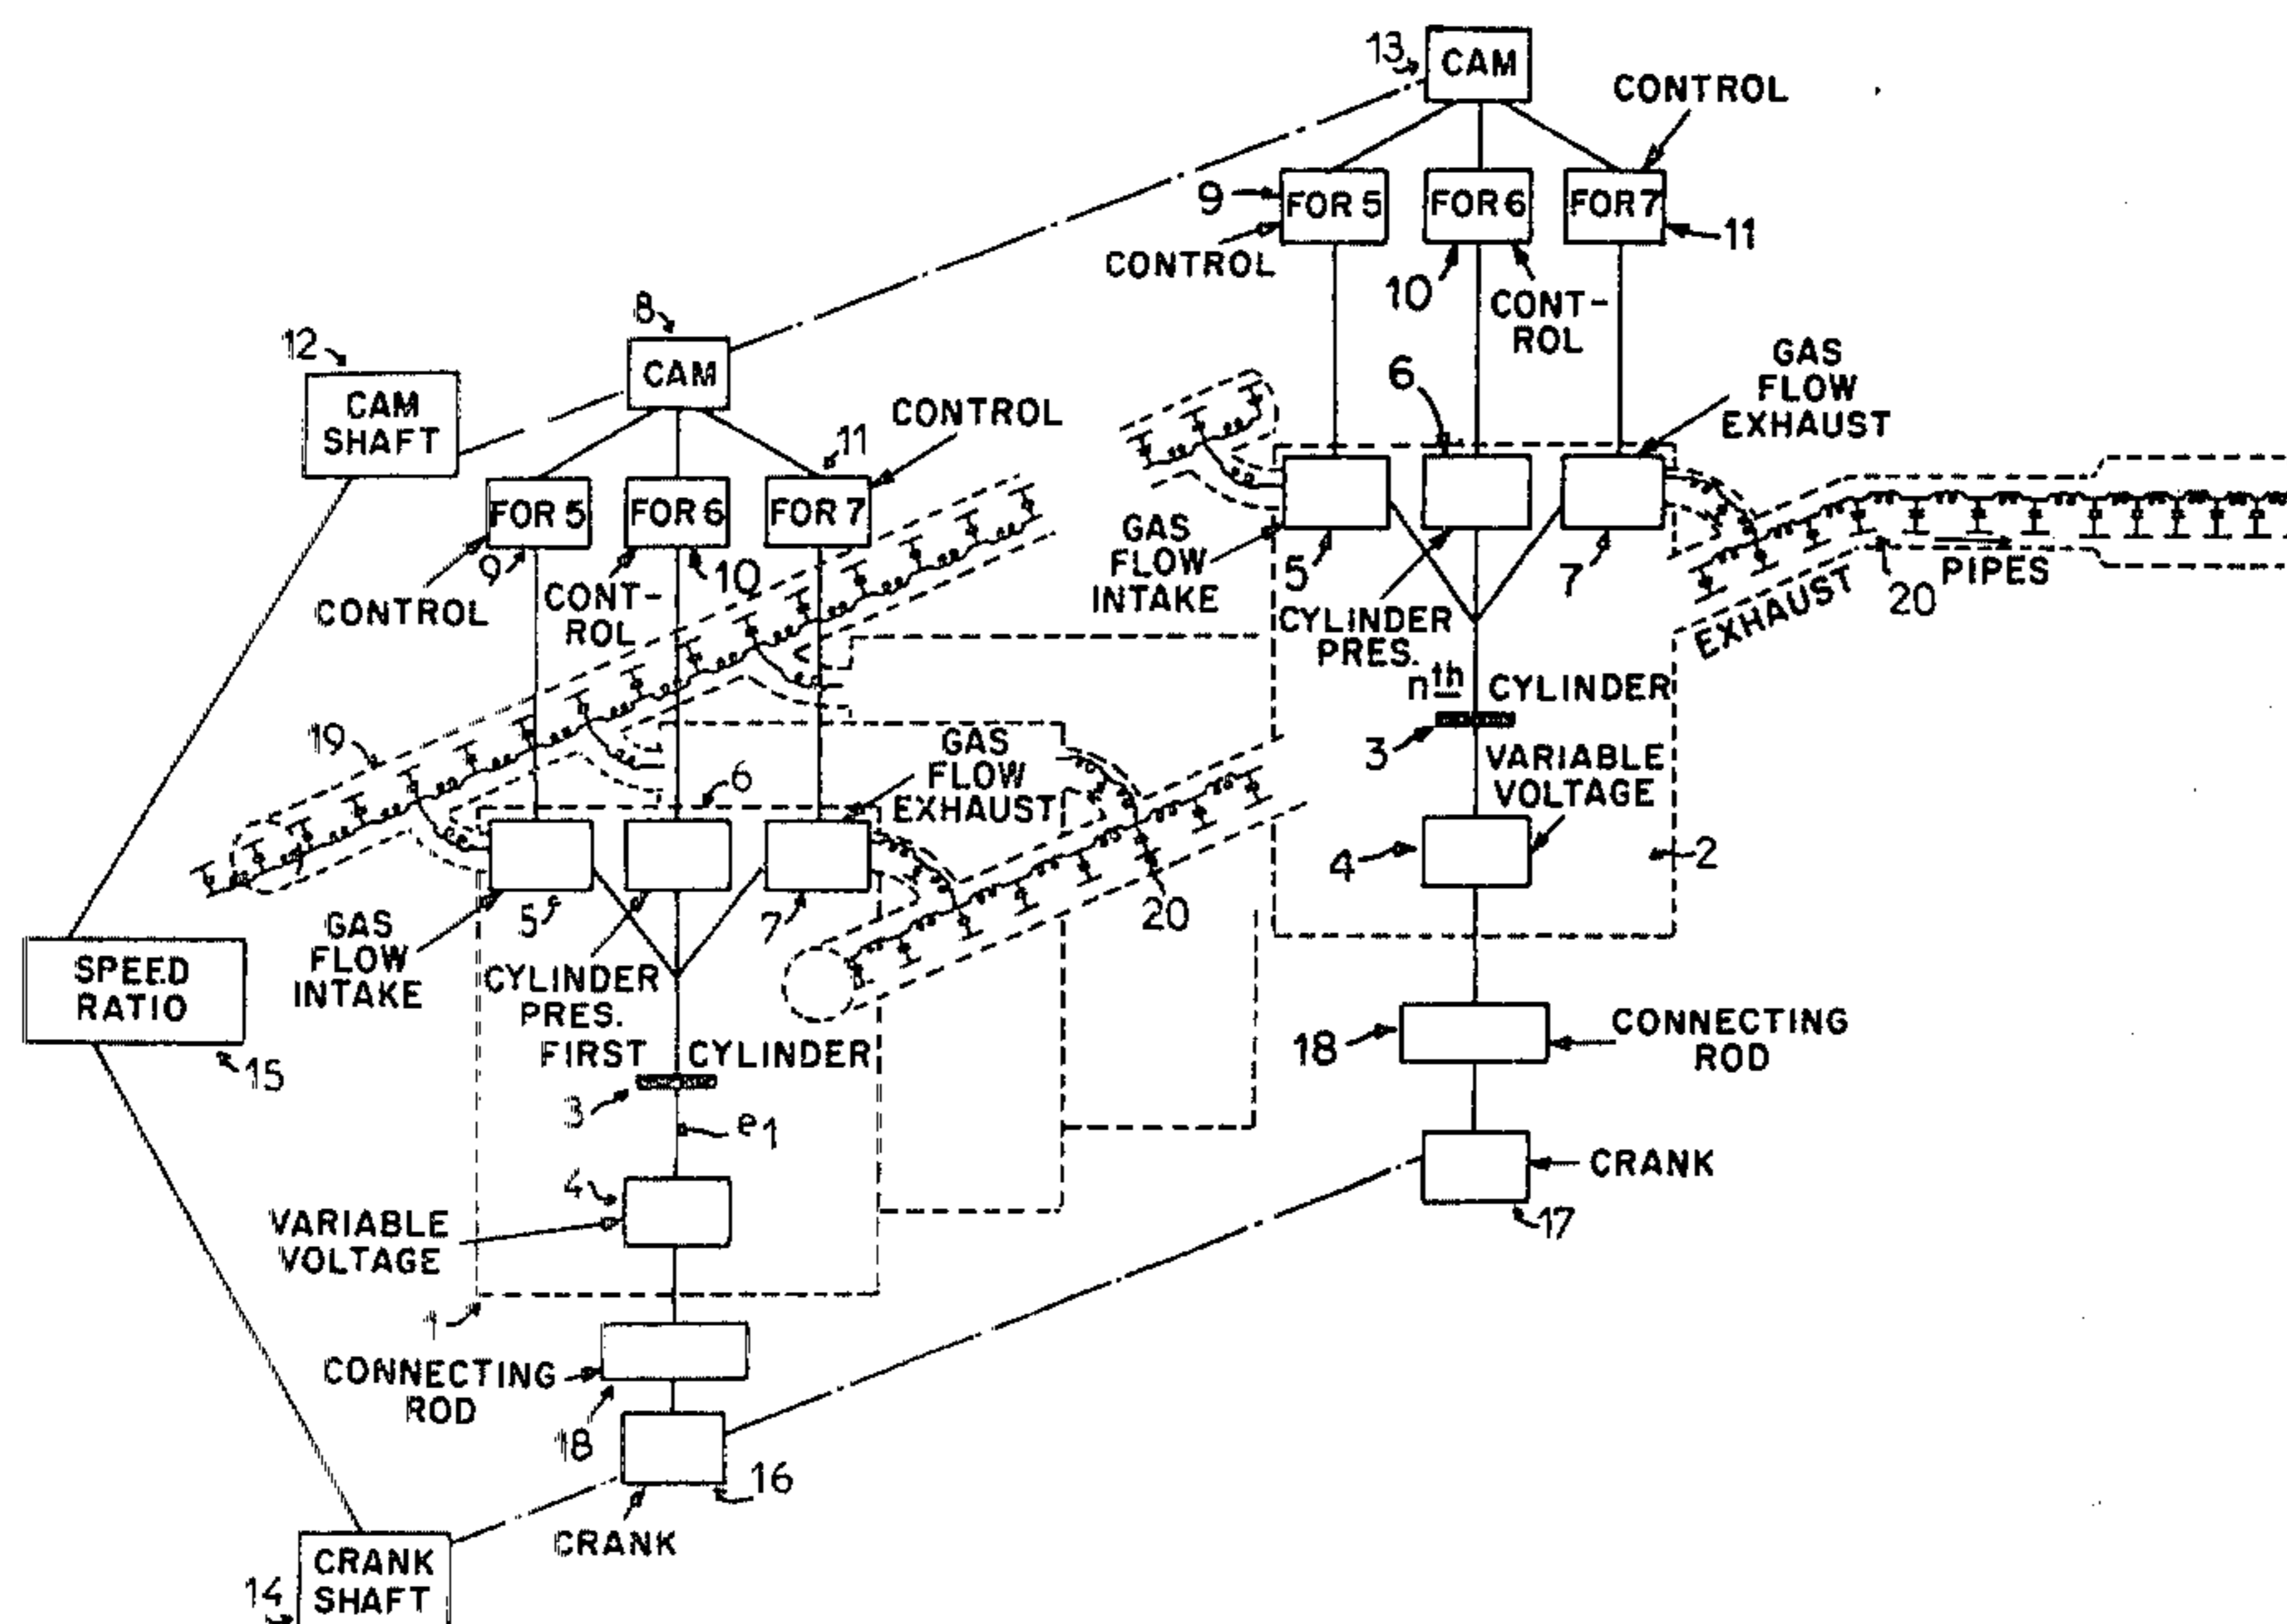 13
CAM
CONTROL
9
FOR 5
FOR 6
FOR 7
11
CONTROL
10
CONT-
ROL
8
CAM
12
CAM
SHAFT
CONTROL
11
FOR 5
FOR 6
FOR 7
9
10
CONTROL
CONT-
ROL
GAS
FLOW
EXHAUST
6
GAS
FLOW
INTAKE
5
7
CYLINDER
PRES.
EXHAUST
20
PIPES
nth CYLINDER
3
VARIABLE
VOLTAGE
4
2
19
6
GAS
FLOW
EXHAUST
20
GAS
FLOW
INTAKE
5
7
CYLINDER
PRES.
SPEED
RATIO
15
FIRST CYLINDER
3
e1
4
VARIABLE
VOLTAGE
1
18
CONNECTING
ROD
CRANK
17
CONNECTING
ROD
18
16
CRANK
CRANK
SHAFT
14